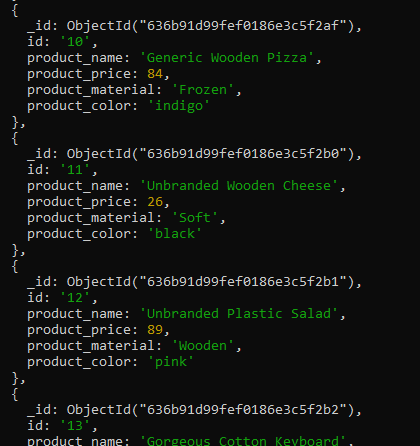 {
_id: ObjectId("636b91d99fef0186e3c5f2af"),
id: '10',
product_name: 'Generic Wooden Pizza',
product_price: 84,
product_material: 'Frozen',
product_color: 'indigo'
},
{
_id: ObjectId("636b91d99fef0186e3c5f2b0"),
id: '11',
product_name: 'Unbranded Wooden Cheese',
product_price: 26,
product_material: 'Soft',
product_color: 'black'
},
{
_id: ObjectId("636b91d99fef0186e3c5f2b1"),
id: '12',
product_name: 'Unbranded Plastic Salad',
product_price: 89,
product_material: 'Wooden',
product_color: 'pink'
},
{
_id: ObjectId("636b91d99fef0186e3c5f2b2"),
id: '13',
product_name: 'Gorgeous Cotton Keyboard',